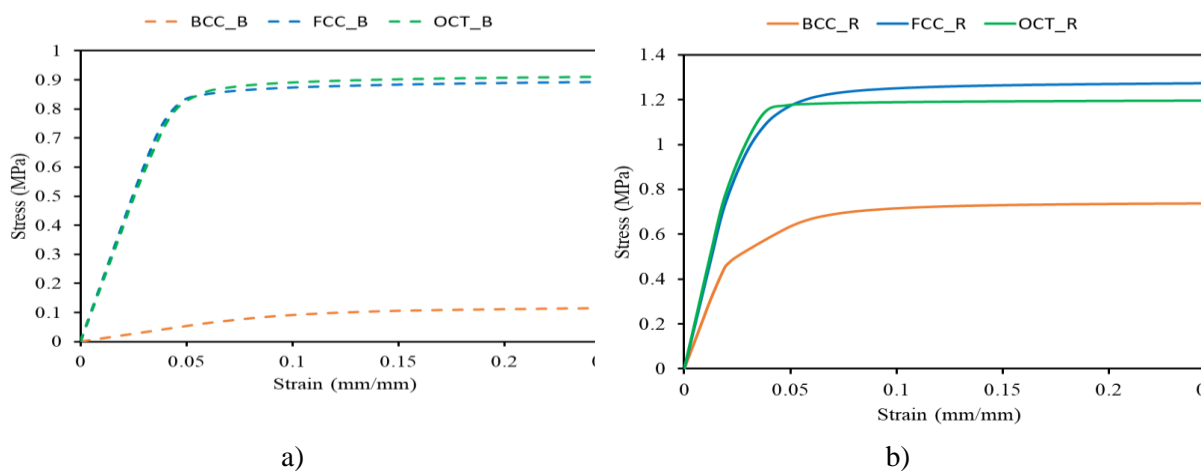 BCC_B FCC_B OCT_B
1
0.9
0.8
0.7
0.6
0.5
0.4
0.3
0.2
0.1
0
Stress (MPa)
0 0.05 0.1 0.15 0.2 0
Strain (mm/mm)
a)
BCC_R FCC_R OCT_R
1.4
1.2
1
0.8
0.6
0.4
0.2
0
Stress (MPa)
0 0.05 0.1 0.15 0.2 0
Strain (mm/mm)
b)